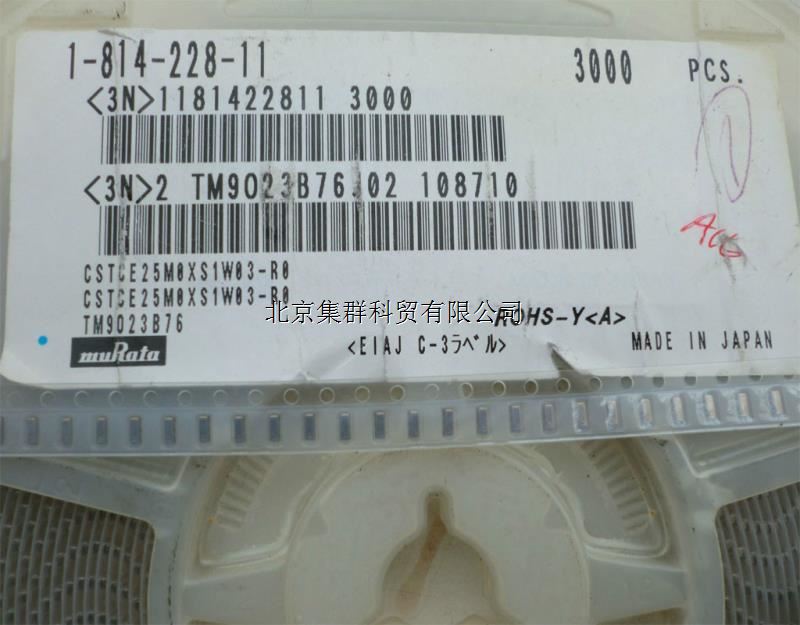 1-814-228-11 3000 PCS.
<3N>1181422811 3000
<3N>2 TM9023B76.02 108710
CSTCE25M0XS1W03-R0
CSTCE25M0XS1W03-R0
北京集群科贸有限公司
TM9023B76 ROHS-Y<A>
muRata <EIAJ C-3ラベル> MADE IN JAPAN